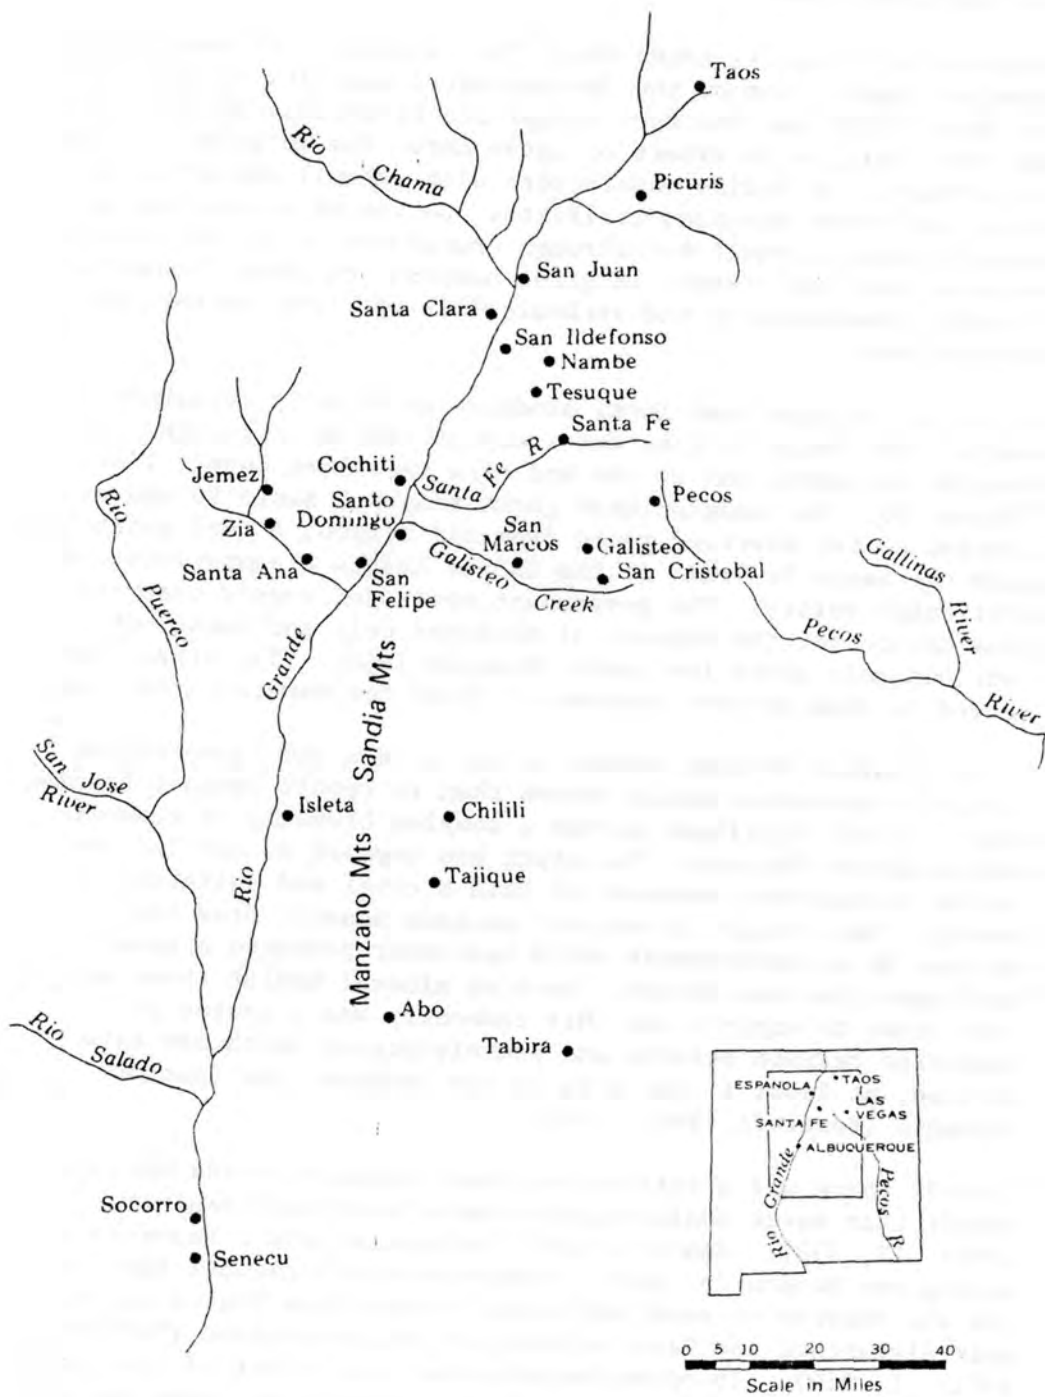 Taos
Rio
Chama
Picuris
San Juan
Santa Clara
San Ildefonso
Nambe
Tesuque
Santa Fe
Santa Fe R
Jemez
Cochiti
Pecos
Santo
Domingo
Zia
San
Marcos
Galisteo
Santa Ana
San
Felipe
San Cristobal
Galisteo
Creek
Gallinas
River
Pecos
River
Rio
Puerco
Rio
Grande
Sandia Mts
Manzano Mts
San Jose
River
Isleta
Chilili
Tajique
Abo
Tabira
Rio
Salado
Socorro
Senecu
TAOS
ESPANOLA
LAS
VEGAS
SANTA FE
ALBUQUERQUE
Rio Grande
Pecos R
0 5 10 20 30 40
Scale in Miles